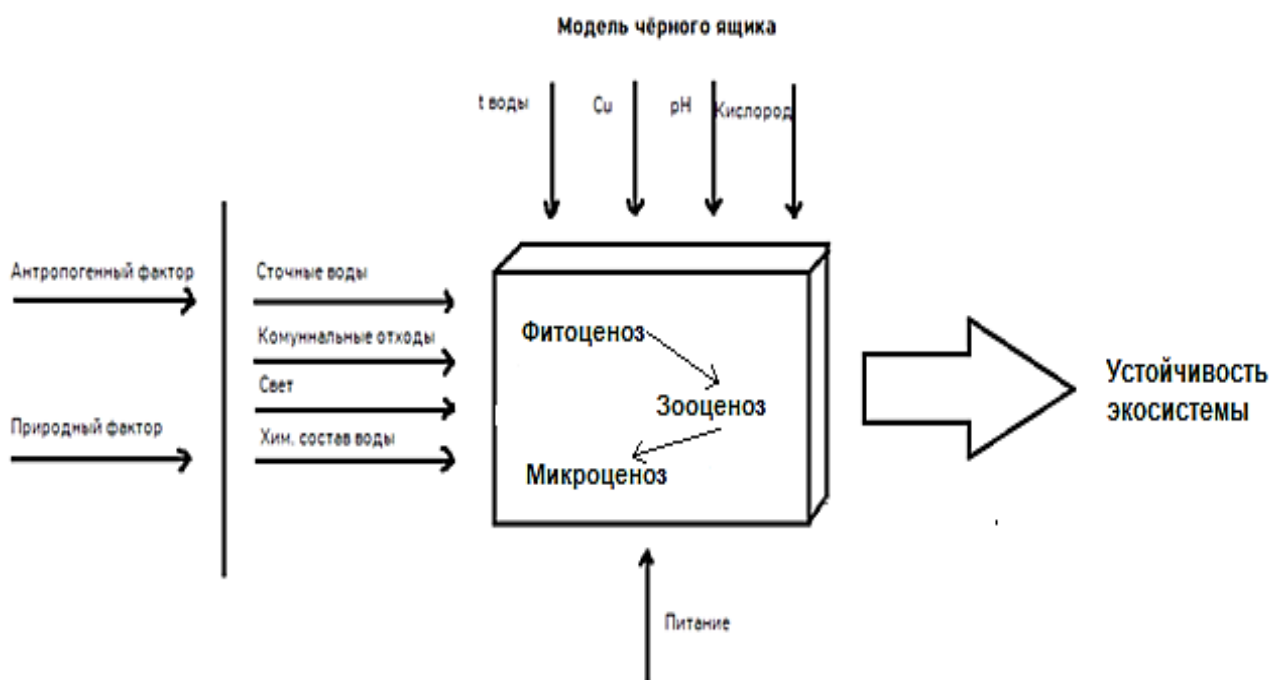 Модель чёрного ящика
t воды
Cu
pH
Кислород
Антропогенный фактор
Сточные воды
Комуннальные отходы
Свет
Природный фактор
Хим. состав воды
Фитоценоз
Зооценоз
Микроценоз
Устойчивость
экосистемы
Питание